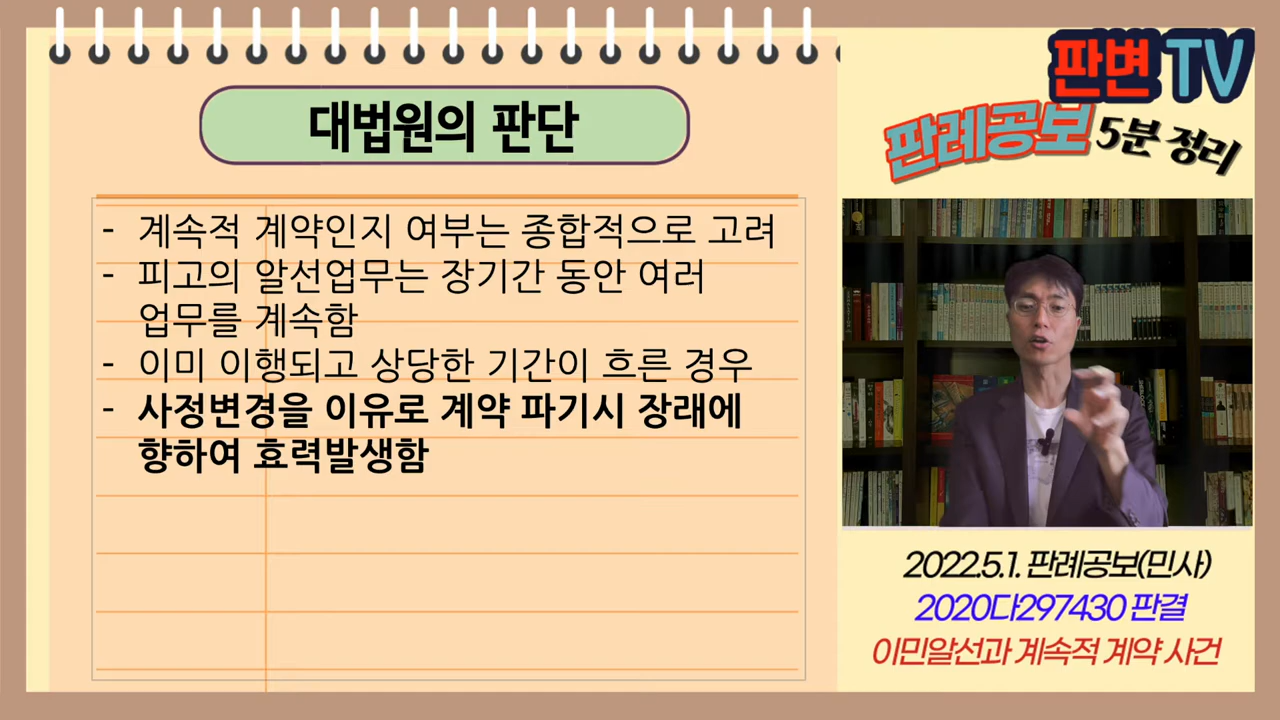 대법원의 판단
- 계속적 계약인지 여부는 종합적으로 고려
- 피고의 알선업무는 장기간 동안 여러
업무를 계속함
- 이미 이행되고 상당한 기간이 흐른 경우
- 사정변경을 이유로 계약 파기시 장래에
향하여 효력발생함
판변 TV
판례공보 5분 정리
2022.5.1. 판례공보(민사)
2020다297430 판결
이민알선과 계속적 계약 사건